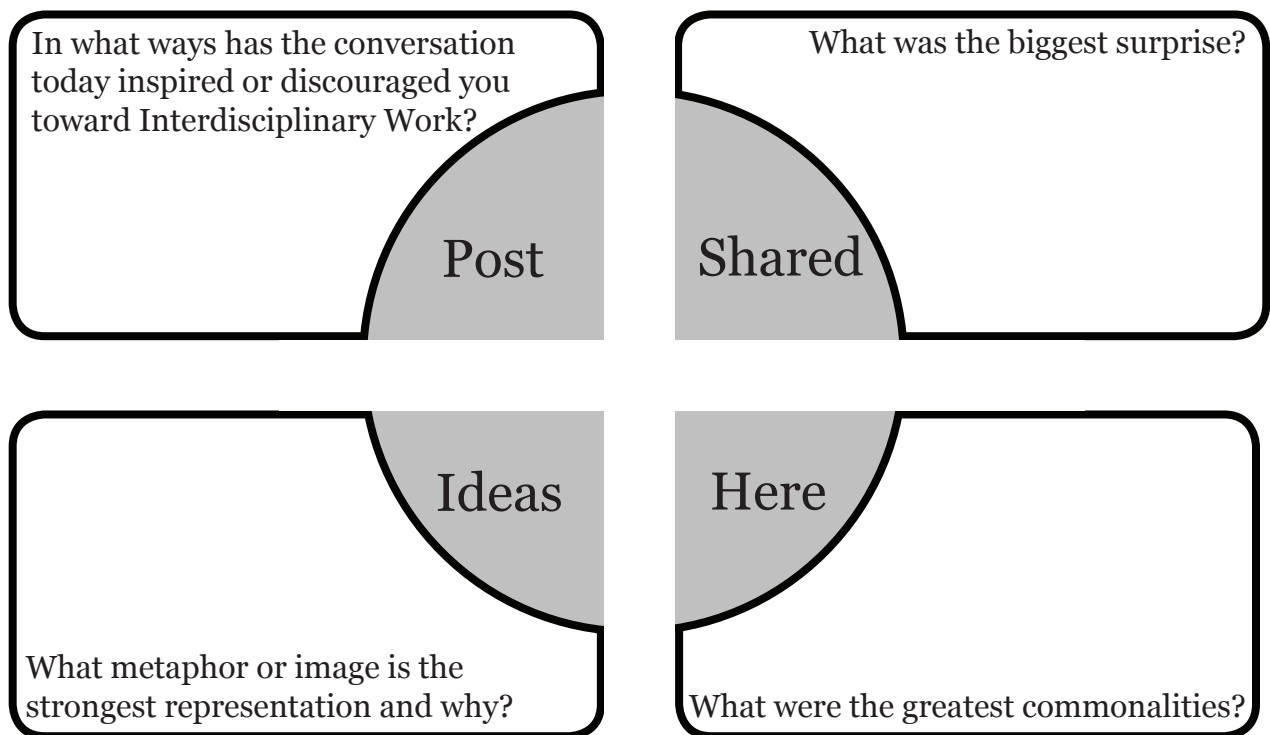 In what ways has the conversation
today inspired or discouraged you
toward Interdisciplinary Work?
What was the biggest surprise?
Post
Shared
Ideas
Here
What metaphor or image is the
strongest representation and why?
What were the greatest commonalities?